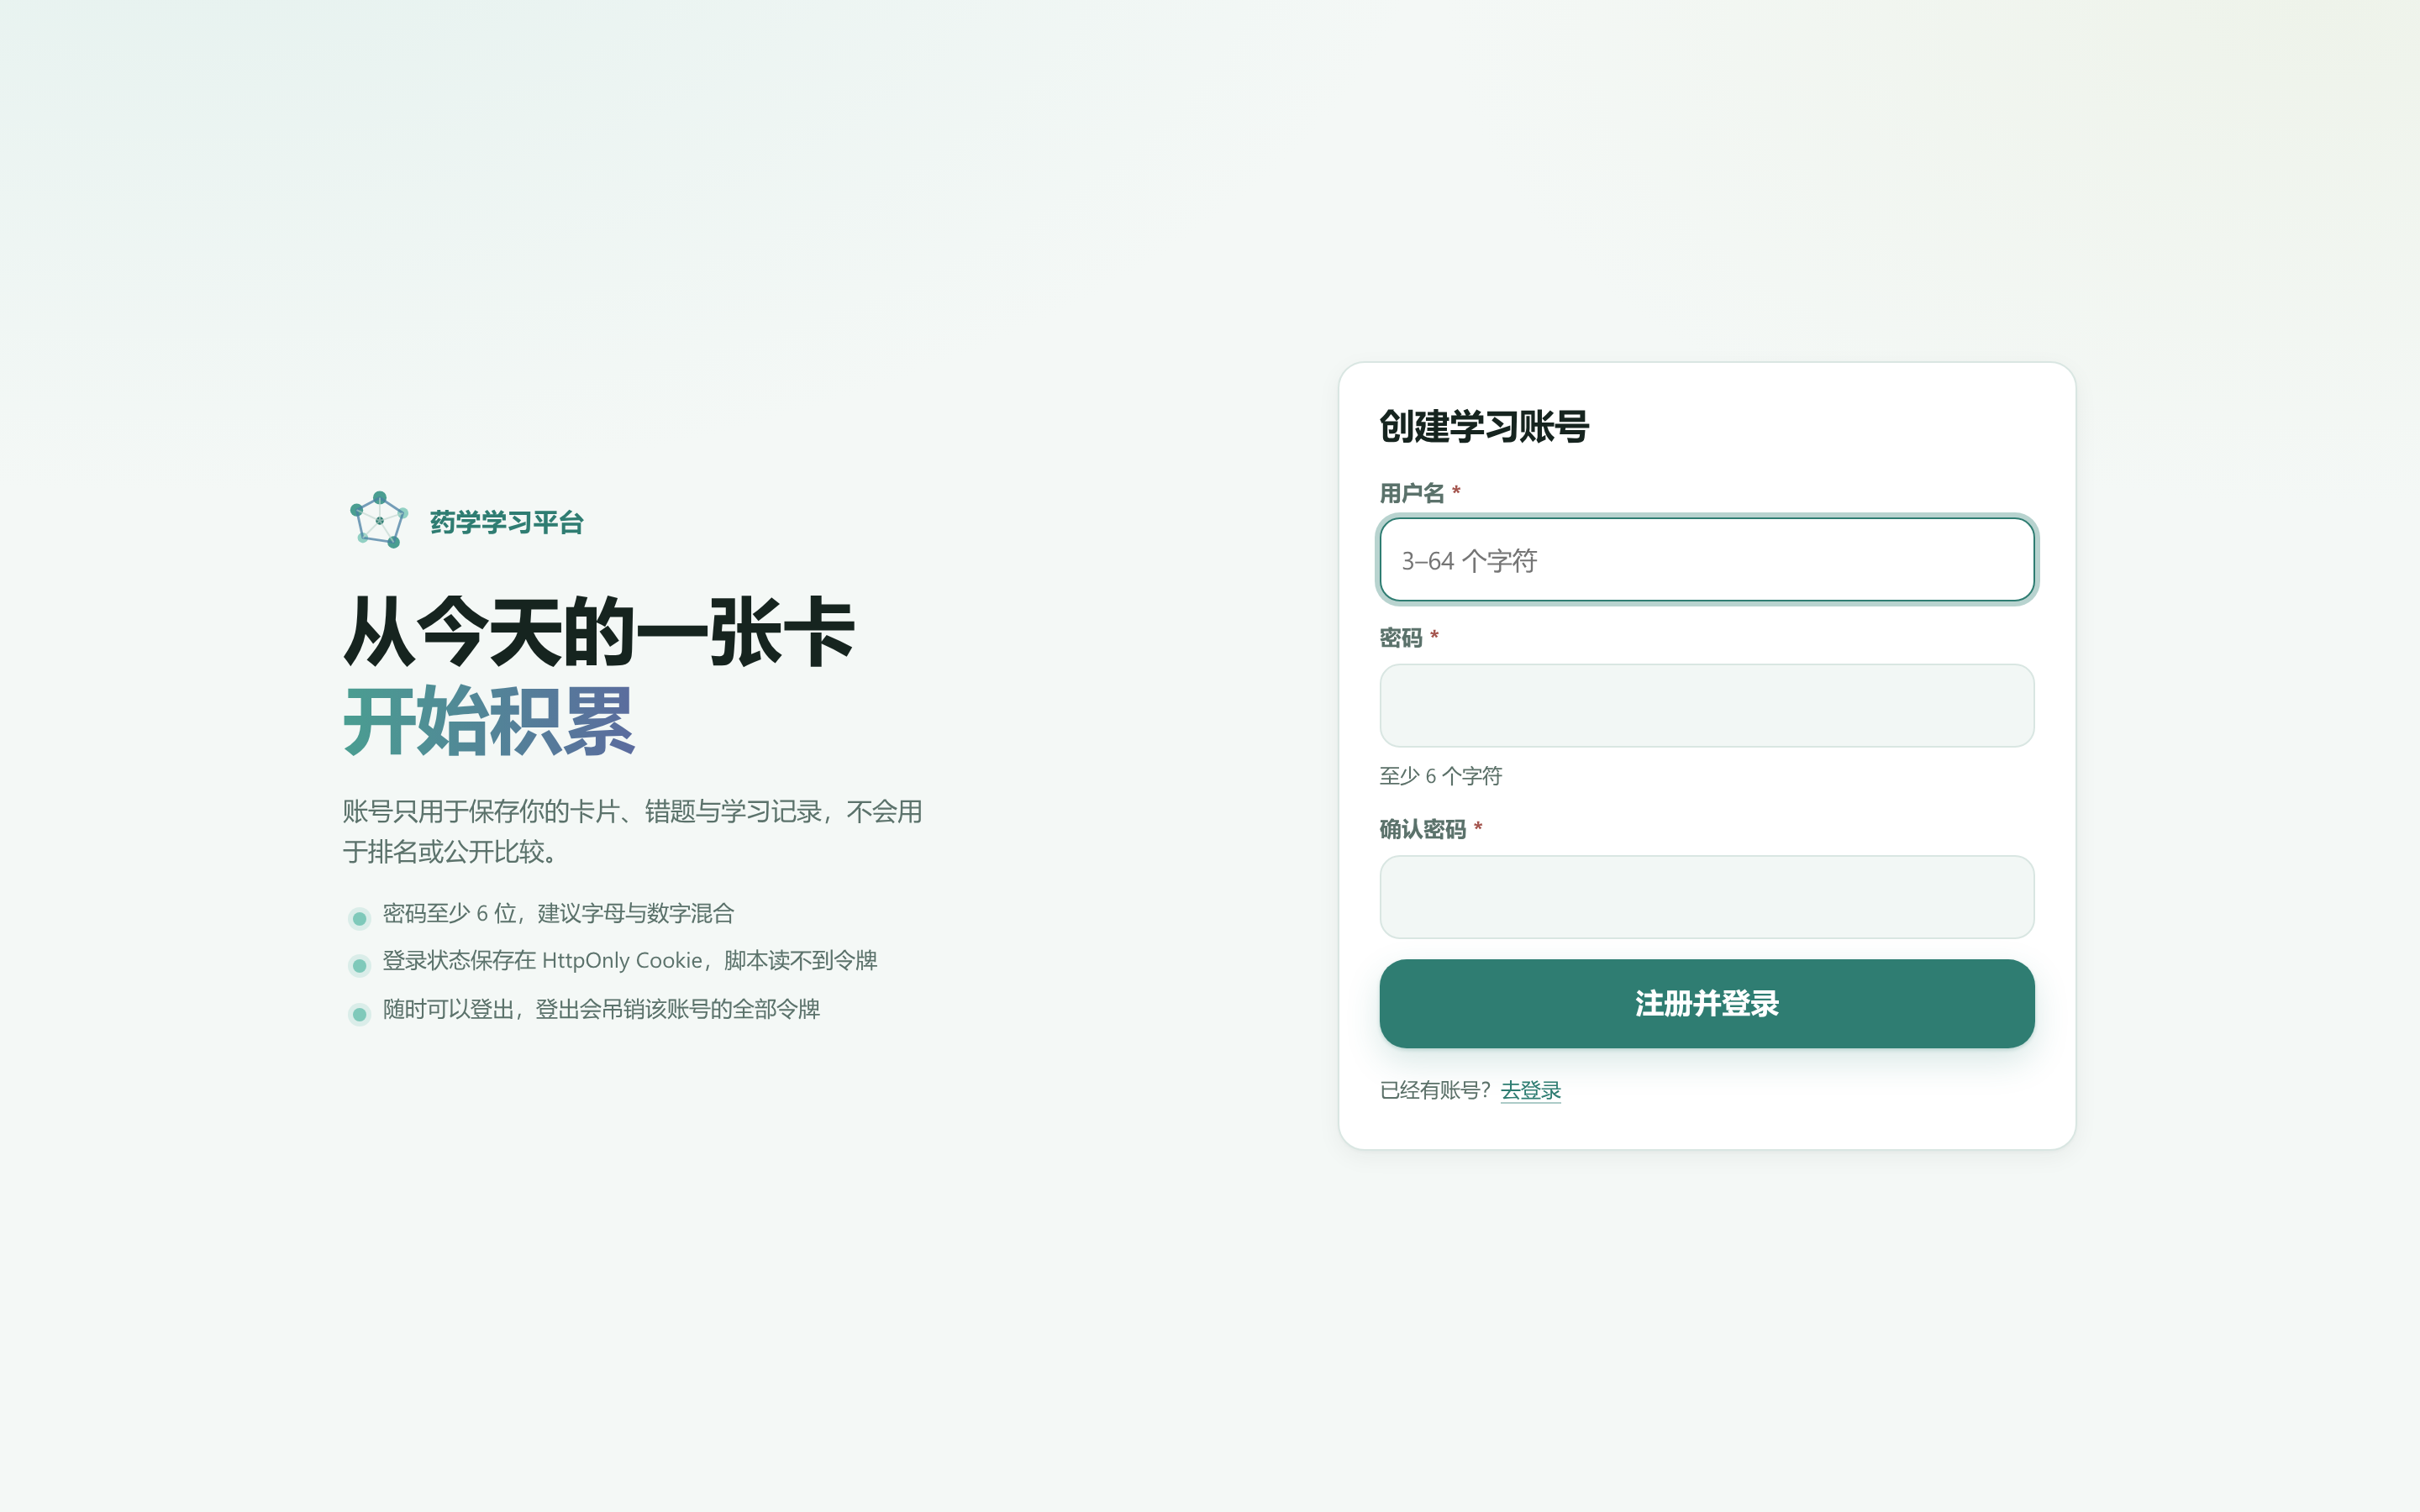 药学学习平台
从今天的一张卡
开始积累
账号只用于保存你的卡片、错题与学习记录，不会用
于排名或公开比较。
密码至少 6 位，建议字母与数字混合
登录状态保存在 HttpOnly Cookie，脚本读不到令牌
随时可以登出，登出会吊销该账号的全部令牌
创建学习账号
用户名 *
3–64 个字符
密码 *
至少 6 个字符
确认密码 *
注册并登录
已经有账号？去登录